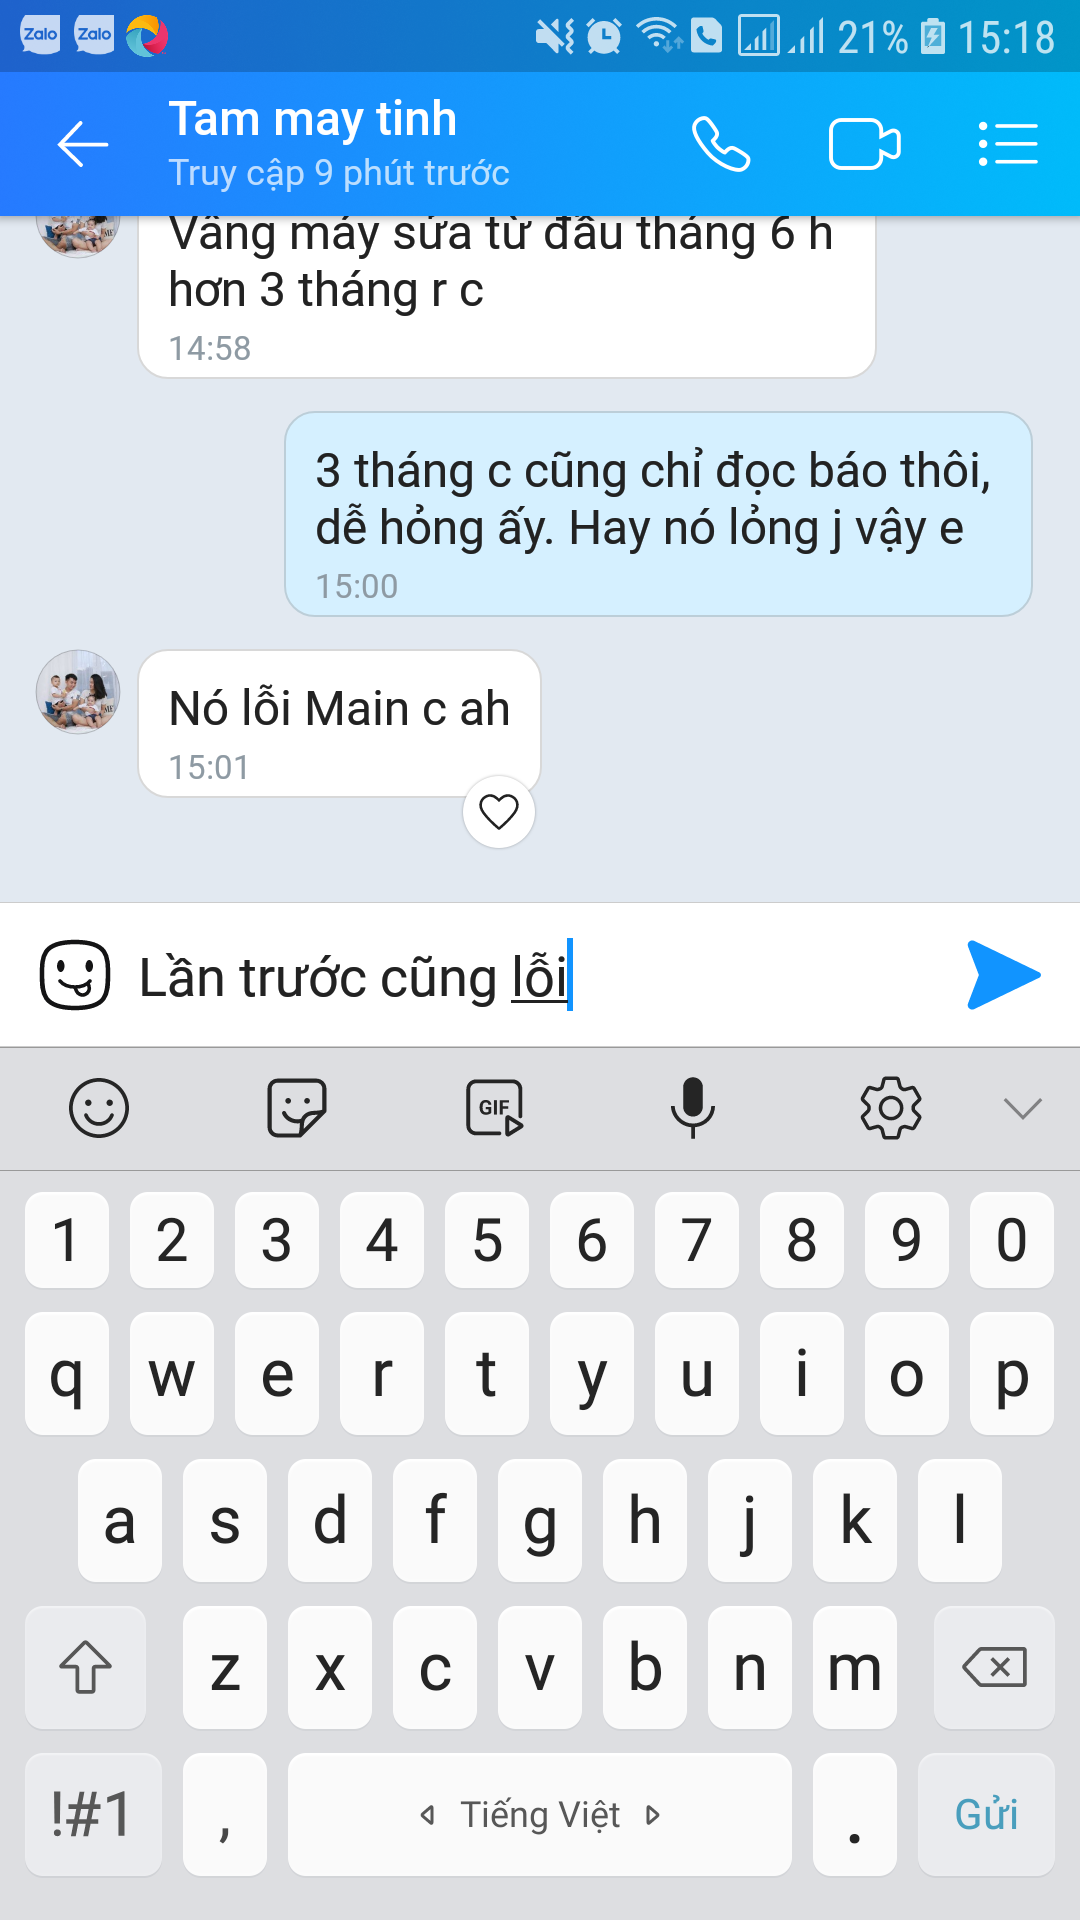 Zalo Zalo 21% 15:18
Tam may tinh
Truy cập 9 phút trước
Vâng máy sửa từ đầu tháng 6 h
hơn 3 tháng r c
14:58
3 tháng c cũng chỉ đọc báo thôi,
dễ hỏng ấy. Hay nó lỏng j vậy e
15:00
Nó lỗi Main c ah
15:01
Lần trước cũng lỗi
GIF
1 2 3 4 5 6 7 8 9 0
q w e r t y u i o p
a s d f g h j k l
z x c v b n m
!#1 , Tiếng Việt . Gửi